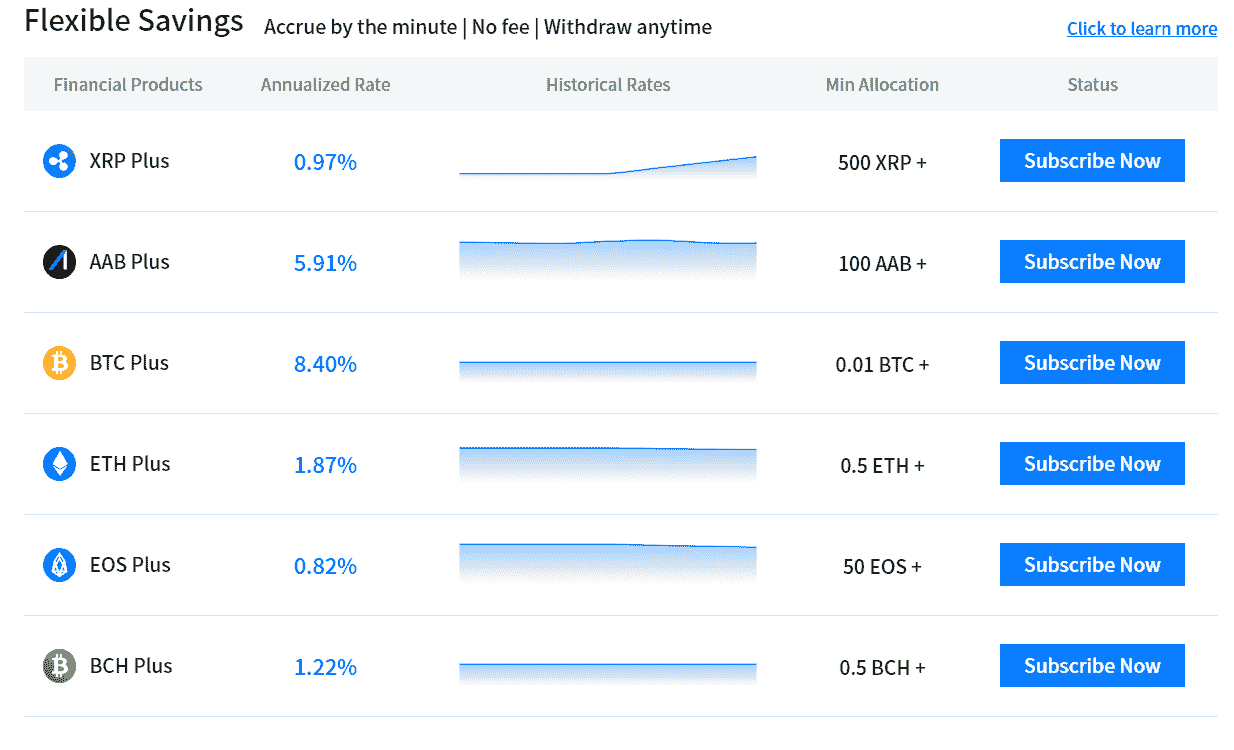 Flexible Savings Accrue by the minute | No fee | Withdraw anytime Click to learn more
Financial Products Annualized Rate Historical Rates Min Allocation Status
XRP Plus 0.97% 500 XRP + Subscribe Now
AAB Plus 5.91% 100 AAB + Subscribe Now
BTC Plus 8.40% 0.01 BTC + Subscribe Now
ETH Plus 1.87% 0.5 ETH + Subscribe Now
EOS Plus 0.82% 50 EOS + Subscribe Now
BCH Plus 1.22% 0.5 BCH + Subscribe Now